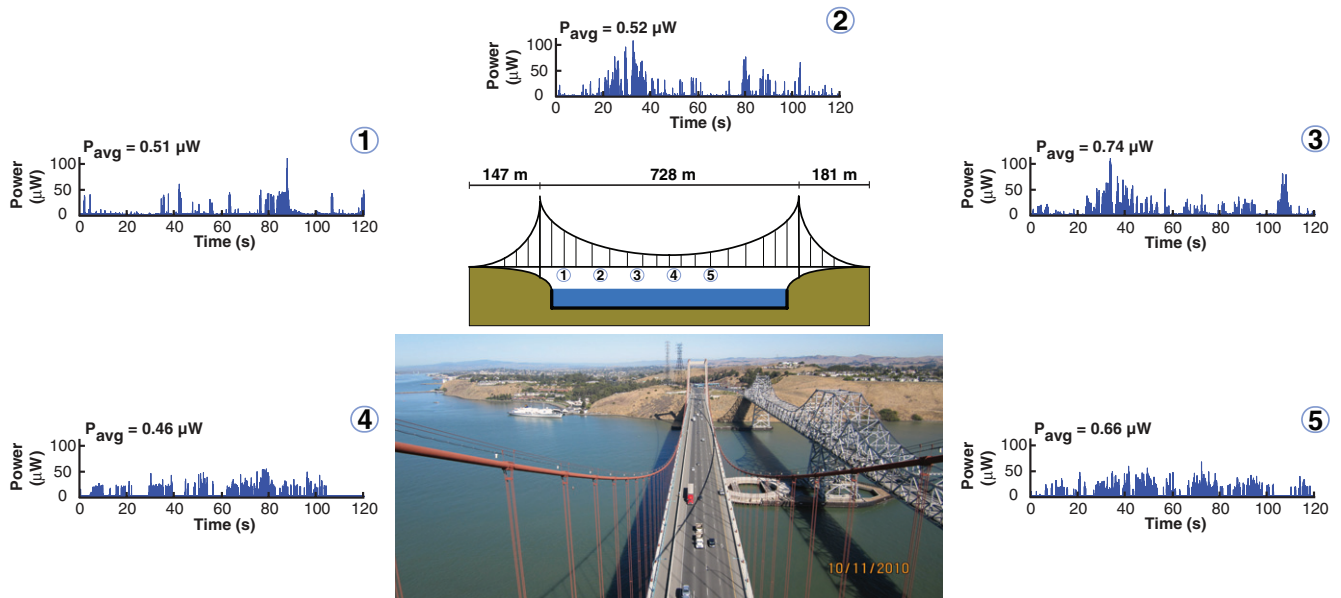 2
P avg = 0.52 µW
Power (µW)
100
50
0
0 20 40 60 80 100 120
Time (s)
1
P avg = 0.51 µW
Power (µW)
100
50
0
0 20 40 60 80 100 120
Time (s)
147 m 728 m 181 m
1 2 3 4 5
3
P avg = 0.74 µW
Power (µW)
100
50
0
0 20 40 60 80 100 120
Time (s)
4
P avg = 0.46 µW
Power (µW)
100
50
0
0 20 40 60 80 100 120
Time (s)
5
P avg = 0.66 µW
Power (µW)
100
50
0
0 20 40 60 80 100 120
Time (s)
10/11/2010